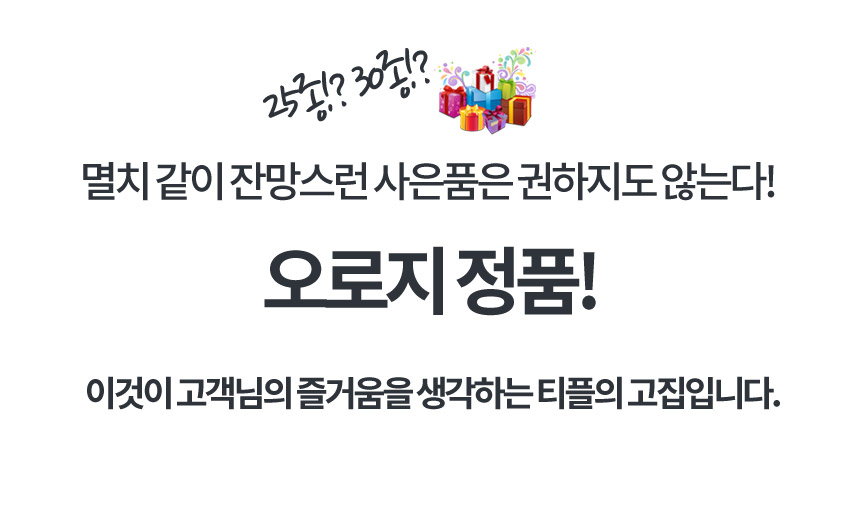 25종!? 30종!?
멸치 같이 잔망스런 사은품은 권하지도 않는다!
오로지 정품!
이것이 고객님의 즐거움을 생각하는 티플의 고집입니다.